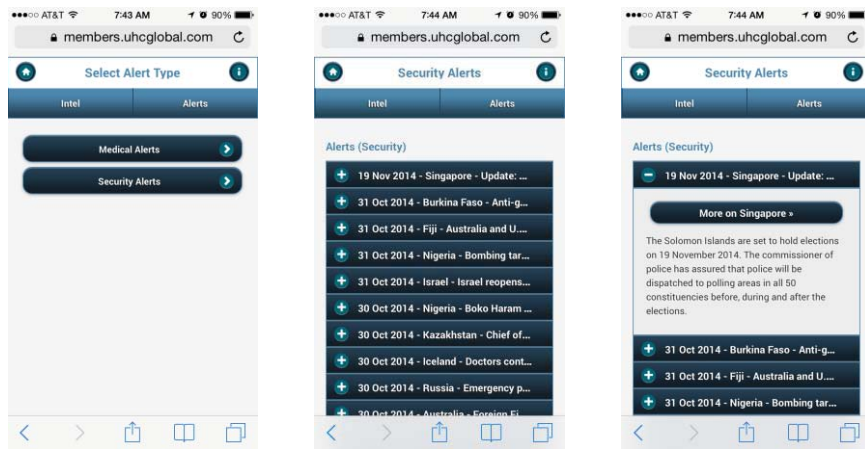 AT&T 7:43 AM 90%
members.uhcglobal.com
Select Alert Type
Intel Alerts
Medical Alerts
Security Alerts
AT&T 7:44 AM 90%
members.uhcglobal.com
Security Alerts
Intel Alerts
Alerts (Security)
19 Nov 2014 - Singapore - Update: ...
31 Oct 2014 - Burkina Faso - Anti-g...
31 Oct 2014 - Fiji - Australia and U....
31 Oct 2014 - Nigeria - Bombing tar...
31 Oct 2014 - Israel - Israel reopens...
30 Oct 2014 - Nigeria - Boko Haram ...
30 Oct 2014 - Kazakhstan - Chief of...
30 Oct 2014 - Iceland - Doctors cont...
30 Oct 2014 - Russia - Emergency p...
30 Oct 2014 - Australia - Foreign Fi...
AT&T 7:44 AM 90%
members.uhcglobal.com
Security Alerts
Intel Alerts
Alerts (Security)
19 Nov 2014 - Singapore - Update: ...
More on Singapore »
The Solomon Islands are set to hold elections
on 19 November 2014. The commissioner of
police has assured that police will be
dispatched to polling areas in all 50
constituencies before, during and after the
elections.
31 Oct 2014 - Burkina Faso - Anti-g...
31 Oct 2014 - Fiji - Australia and U....
31 Oct 2014 - Nigeria - Bombing tar...